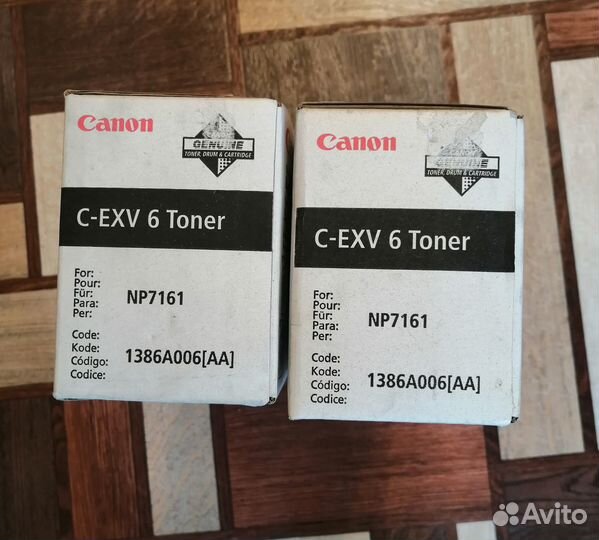 Canon
GENUINE
TONER, DRUM & CARTRIDGE
C-EXV 6 Toner
For:
Pour:
Für:
Para:
Per:
NP7161
Code:
Kode:
Código:
Codice:
1386A006[AA]
Canon
GENUINE
TONER, DRUM & CARTRIDGE
C-EXV 6 Toner
For:
Pour:
Für:
Para:
Per:
NP7161
Code:
Kode:
Código:
Codice:
1386A006[AA]
Avito